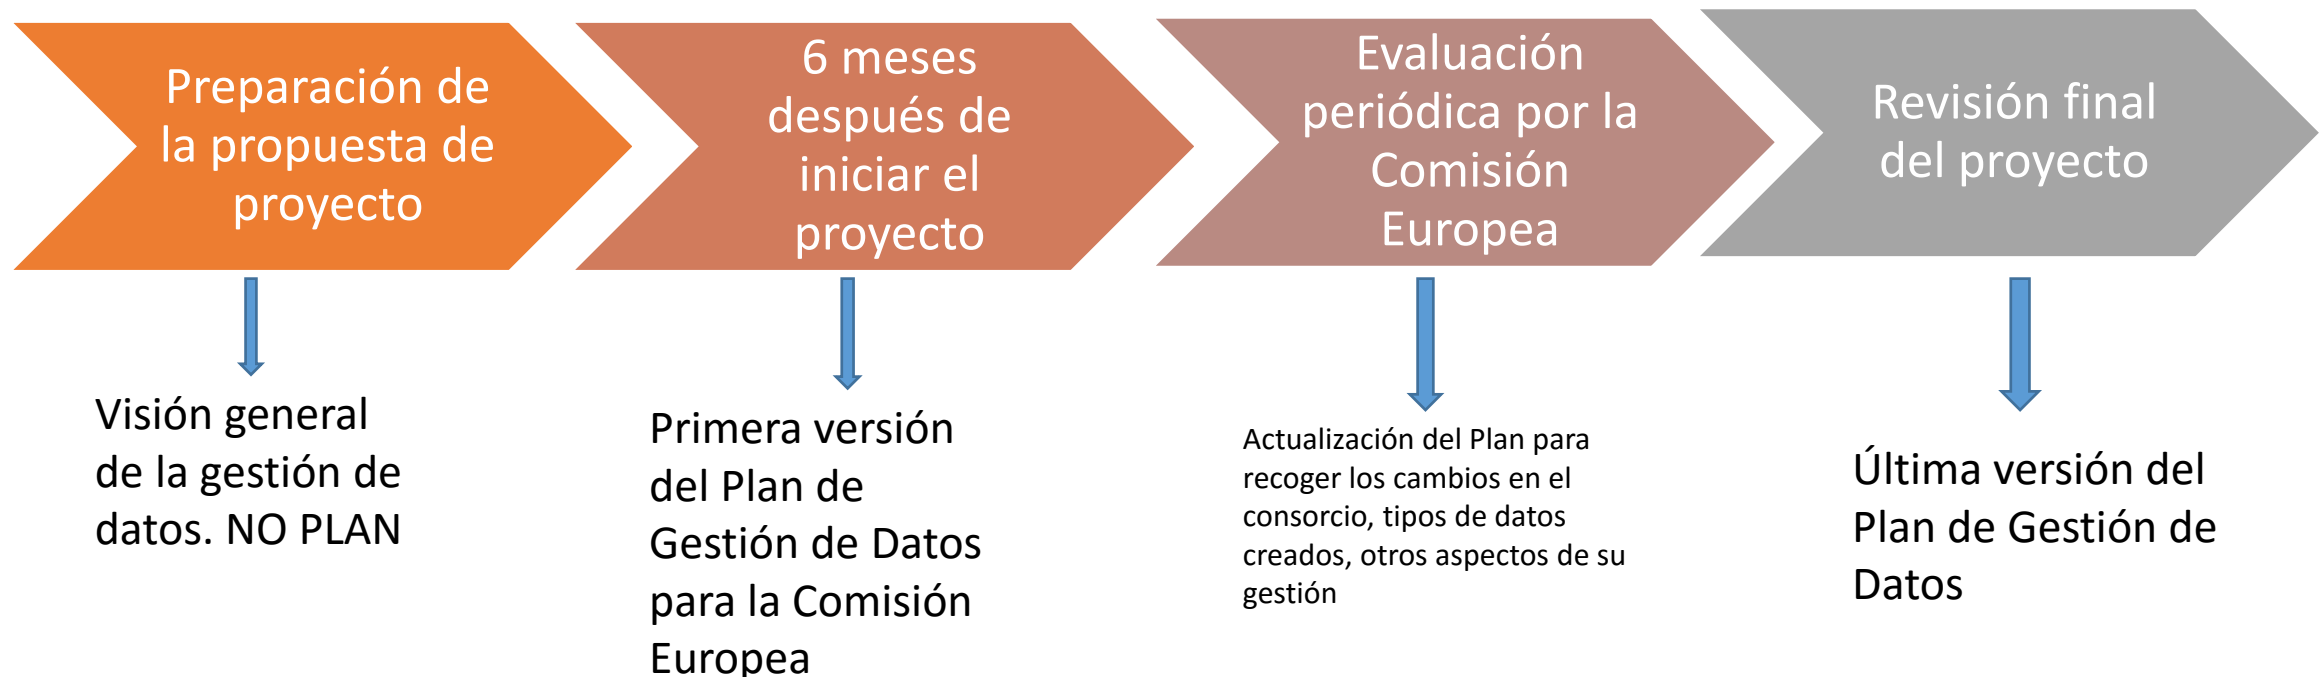 Preparación de
la propuesta de
proyecto
6 meses
después de
iniciar el
proyecto
Evaluación
periódica por la
Comisión
Europea
Revisión final
del proyecto
Visión general
de la gestión de
datos. NO PLAN
Primera versión
del Plan de
Gestión de Datos
para la Comisión
Europea
Actualización del Plan para
recoger los cambios en el
consorcio, tipos de datos
creados, otros aspectos de su
gestión
Última versión del
Plan de Gestión de
Datos